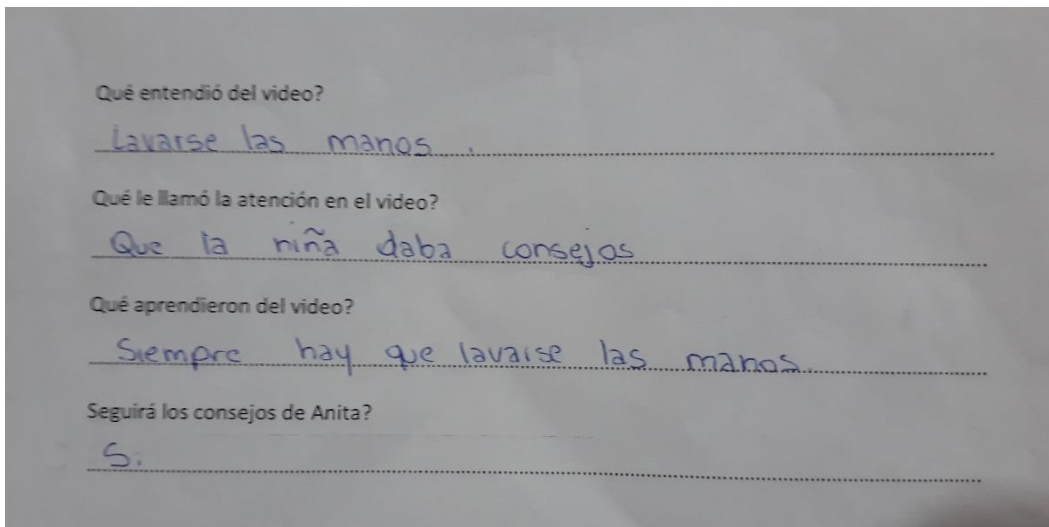 Qué entendió del video?
Lavarse las manos.
Qué le llamó la atención en el video?
Que la niña daba consejos
Qué aprendieron del video?
Siempre hay que lavarse las manos.
Seguirá los consejos de Anita?
Si